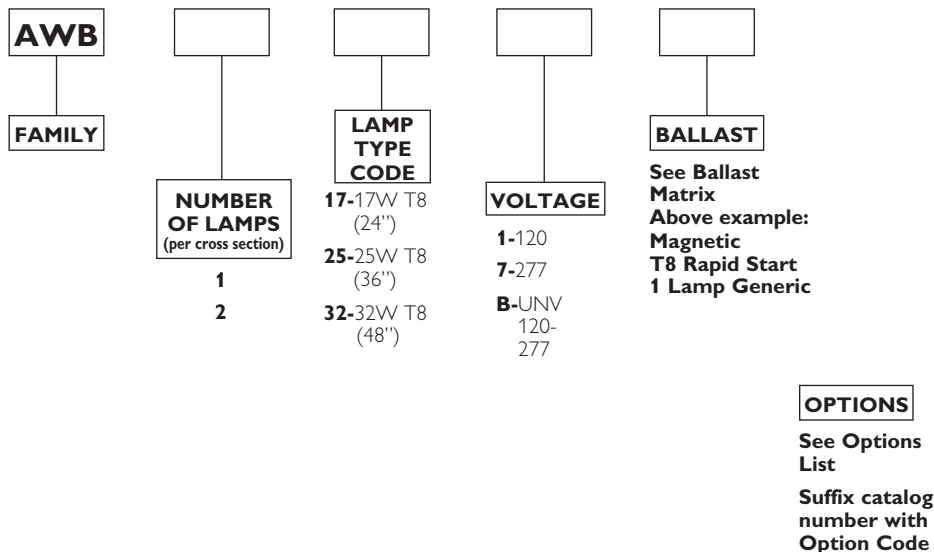 AWB
FAMILY
NUMBER
OF LAMPS
(per cross section)
1
2
LAMP
TYPE
CODE
17-17W T8
(24”)
25-25W T8
(36”)
32-32W T8
(48”)
VOLTAGE
1-120
7-277
B-UNV
120-
277
BALLAST
See Ballast
Matrix
Above example:
Magnetic
T8 Rapid Start
1 Lamp Generic
OPTIONS
See Options
List
Suffix catalog
number with
Option Code